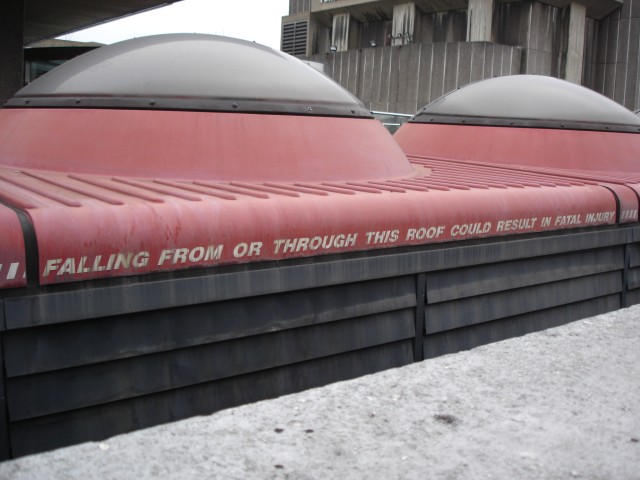 FALLING FROM OR THROUGH THIS ROOF COULD RESULT IN FATAL INJURY